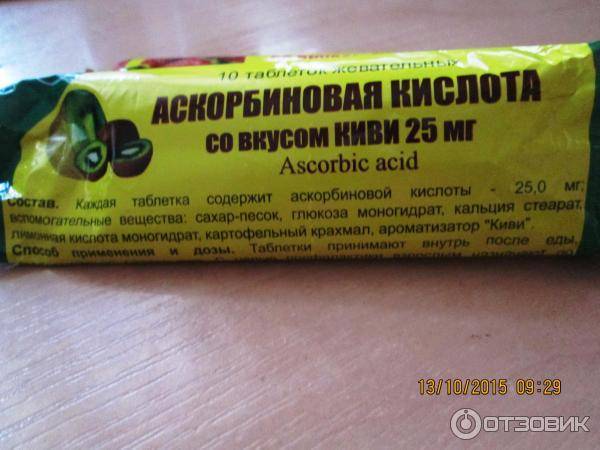 10 таблеток жевательных
АСКОРБИНОВАЯ КИСЛОТА
со вкусом КИВИ 25 мг
Ascorbic acid
Состав. Каждая таблетка содержит аскорбиновой кислоты - 25,0 мг,
вспомогательные вещества: сахар-песок, глюкоза моногидрат, кальция стеарат,
лимонная кислота моногидрат, картофельный крахмал, ароматизатор "Киви".
Способ применения и дозы. Таблетки принимают внутрь после еды,
13/10/2015 09:29
ОТЗОВИК